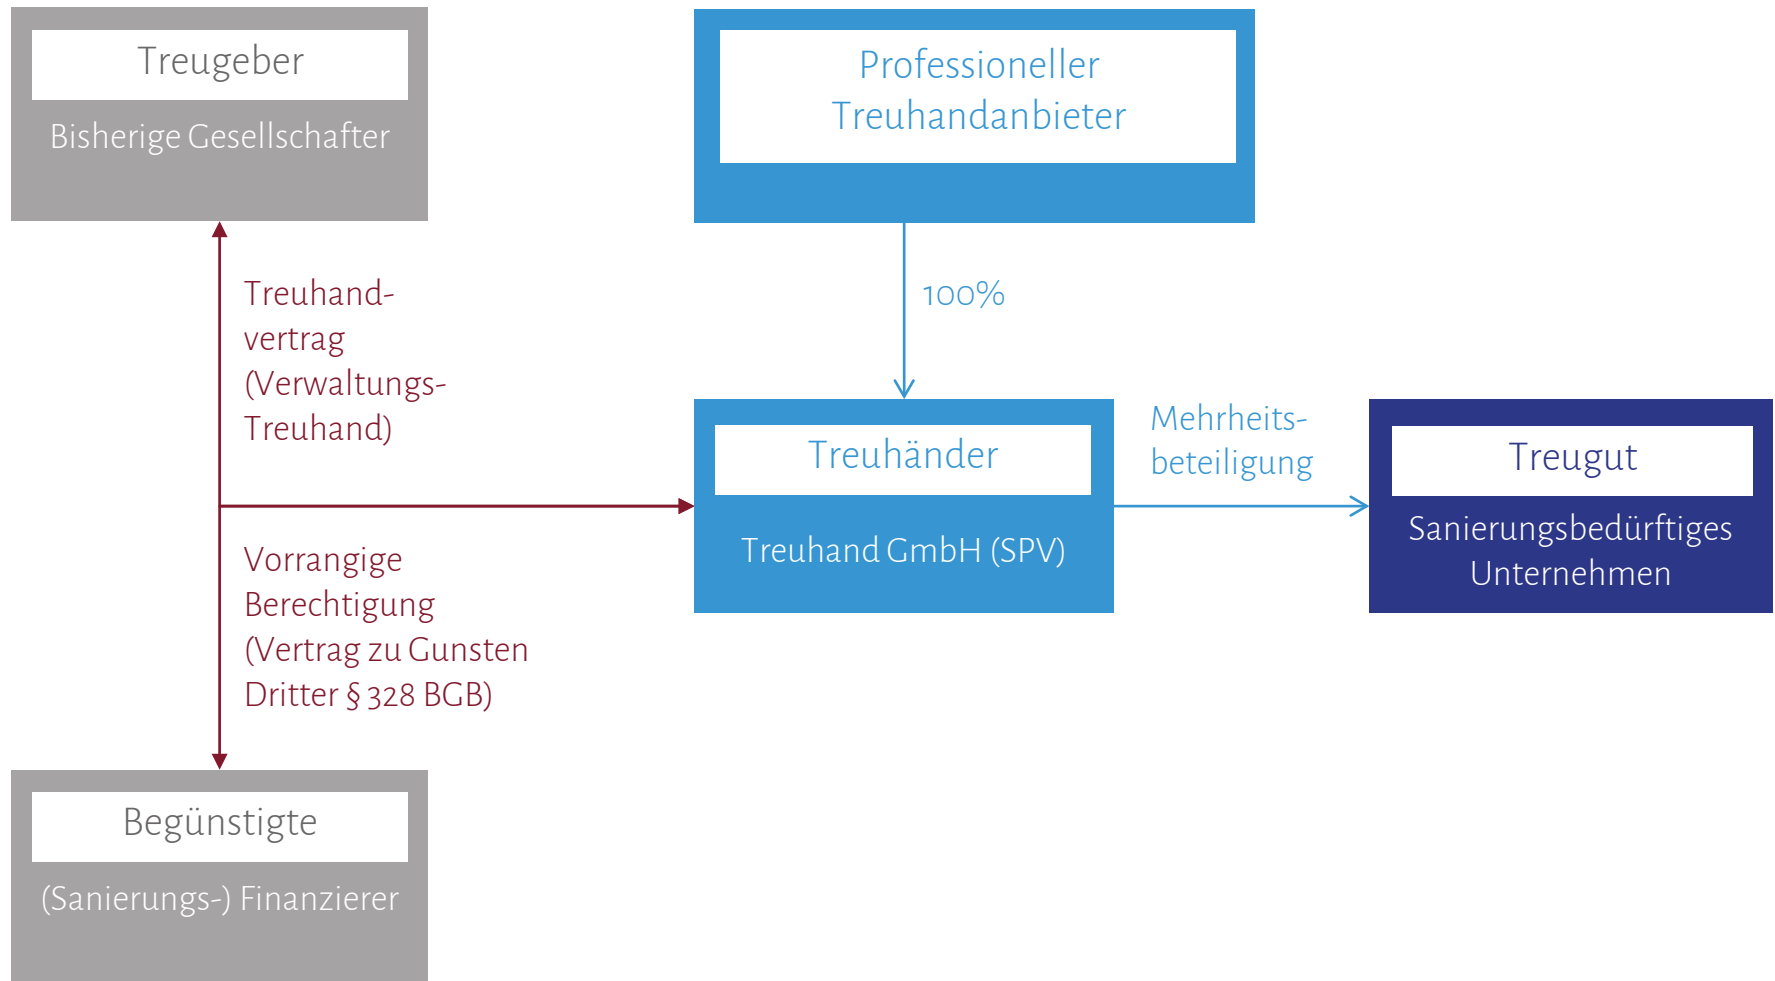 Treugeber
Bisherige Gesellschafter
Professioneller
Treuhandanbieter
Treuhand-
vertrag
(Verwaltungs-
Treuhand)
100%
Treuhänder
Treuhand GmbH (SPV)
Mehrheits-
beteiligung
Treugut
Sanierungsbedürftiges
Unternehmen
Vorrangige
Berechtigung
(Vertrag zu Gunsten
Dritter § 328 BGB)
Begünstigte
(Sanierungs-) Finanzierer